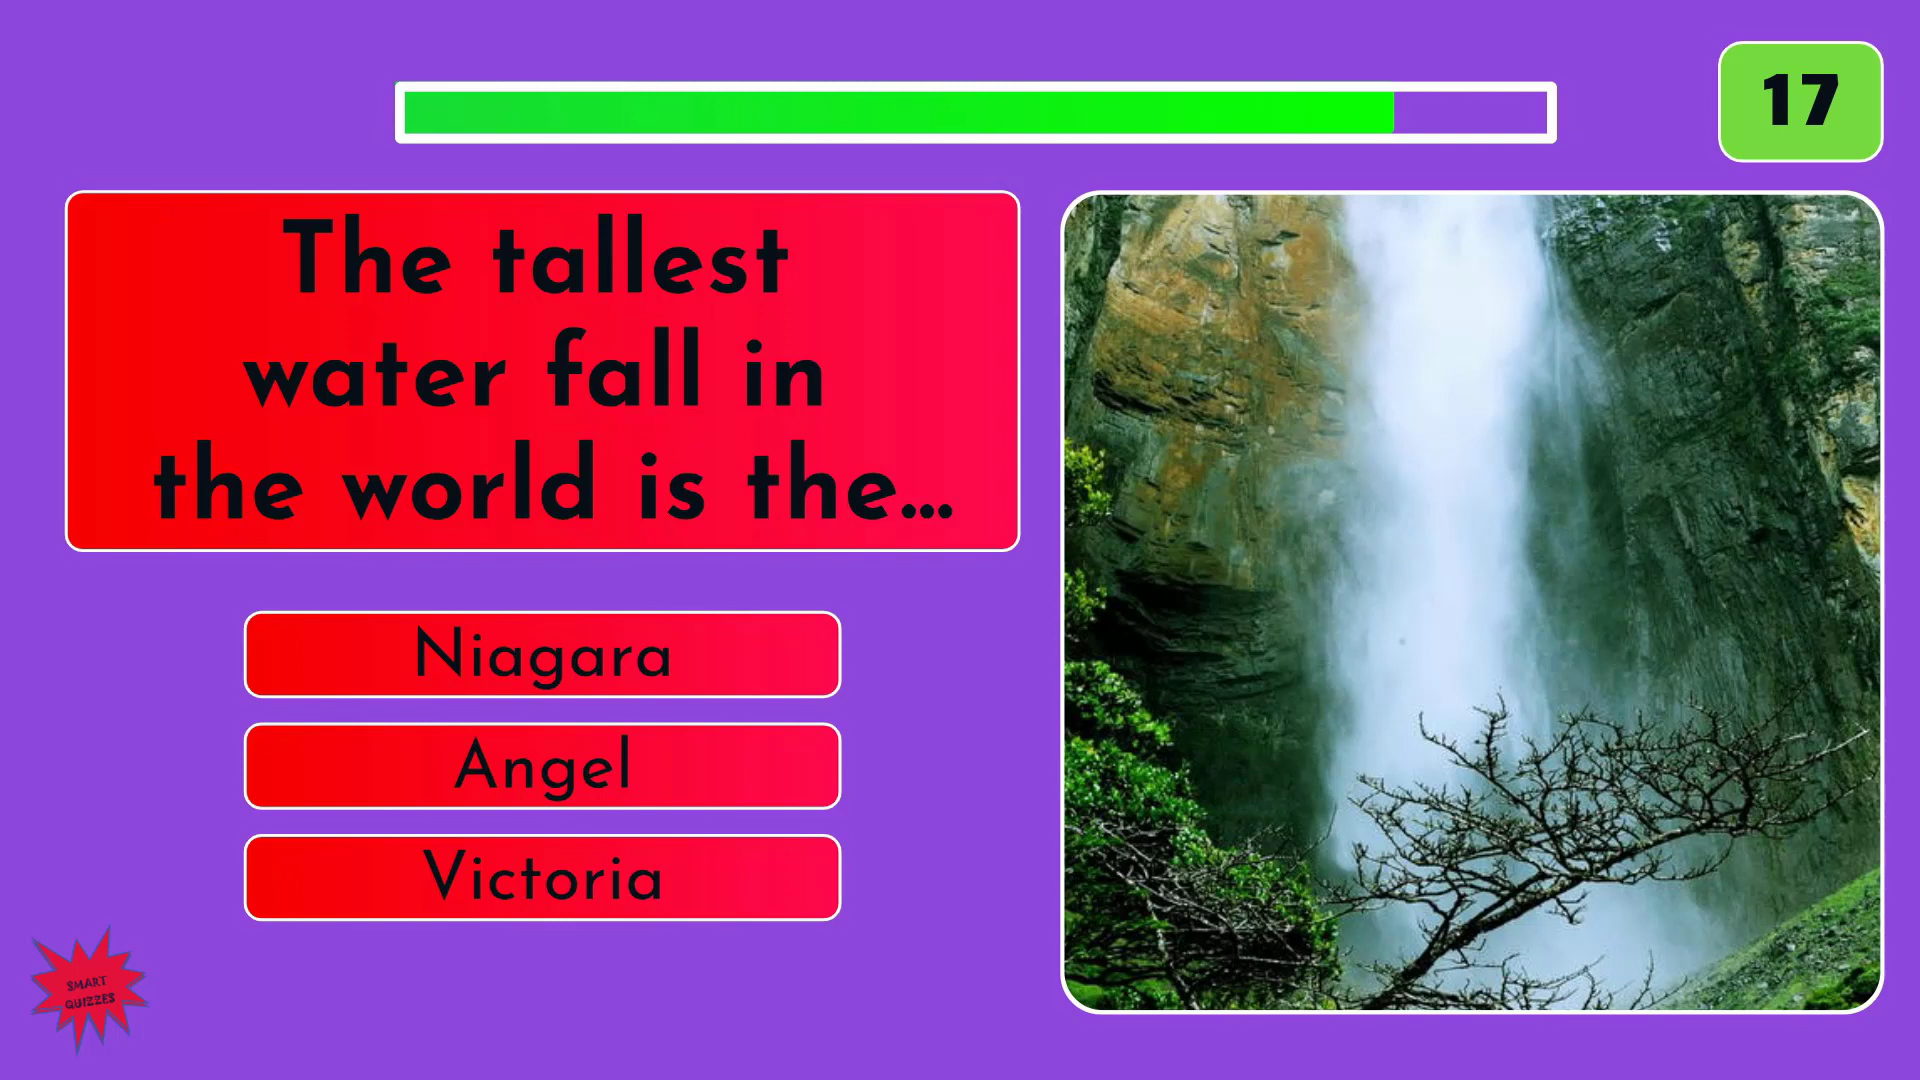 17
The tallest
water fall in
the world is the...
Niagara
Angel
Victoria
SMART
QUIZZES